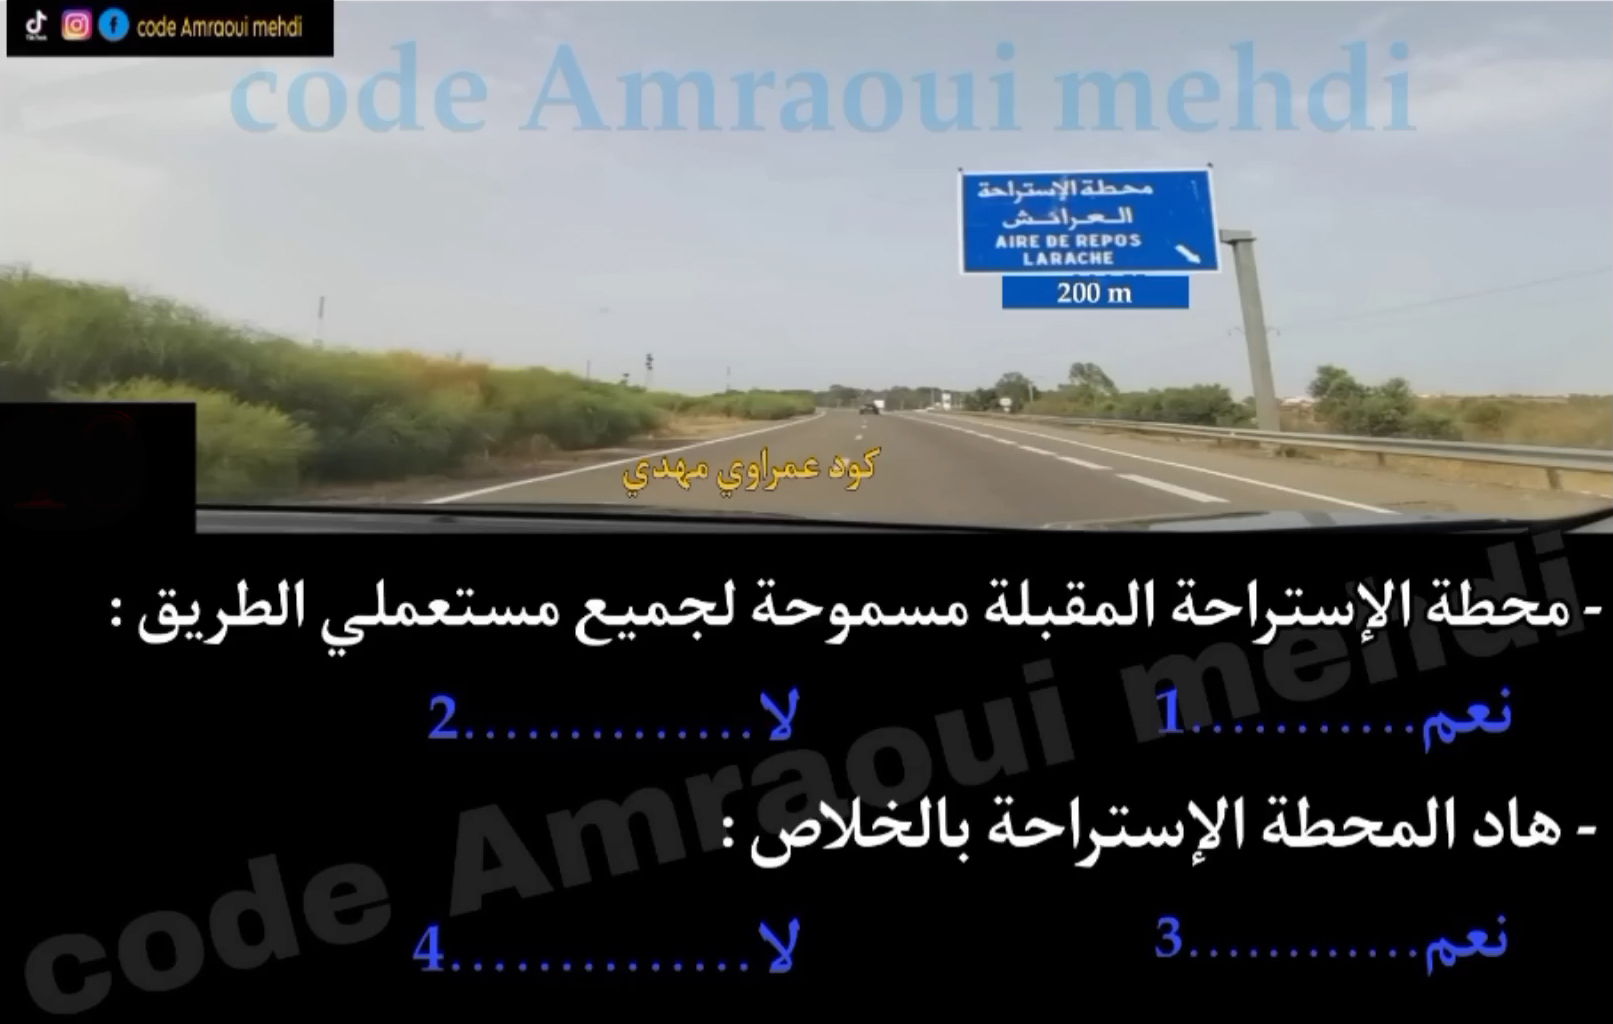 code Amraoui mehdi
code Amraoui mehdi
محطة الإستراحة
العرائش
AIRE DE REPOS
LARACHE
200 m
كود عمراوي مهدي
- محطة الإستراحة المقبلة مسموحة لجميع مستعملي الطريق :
نعم...........1 لا..............2
- هاد المحطة الإستراحة بالخلاص :
نعم...........3 لا..............4
code Amraoui mehdi